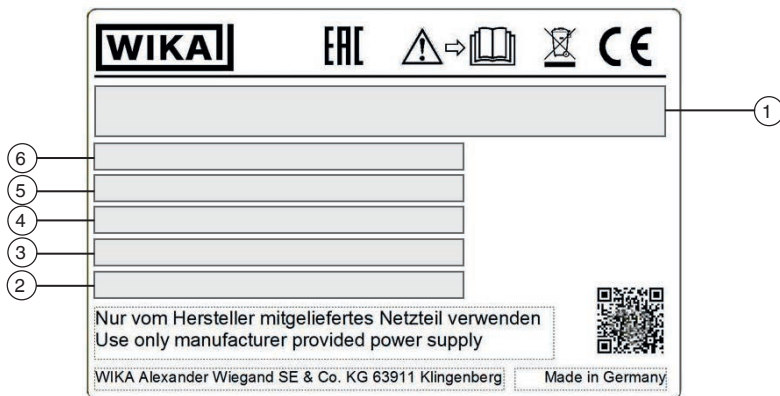 WIKA EAC CE
1
6
5
4
3
2
Nur vom Hersteller mitgeliefertes Netzteil verwenden
Use only manufacturer provided power supply
WIKA Alexander Wiegand SE & Co. KG 63911 Klingenberg Made in Germany